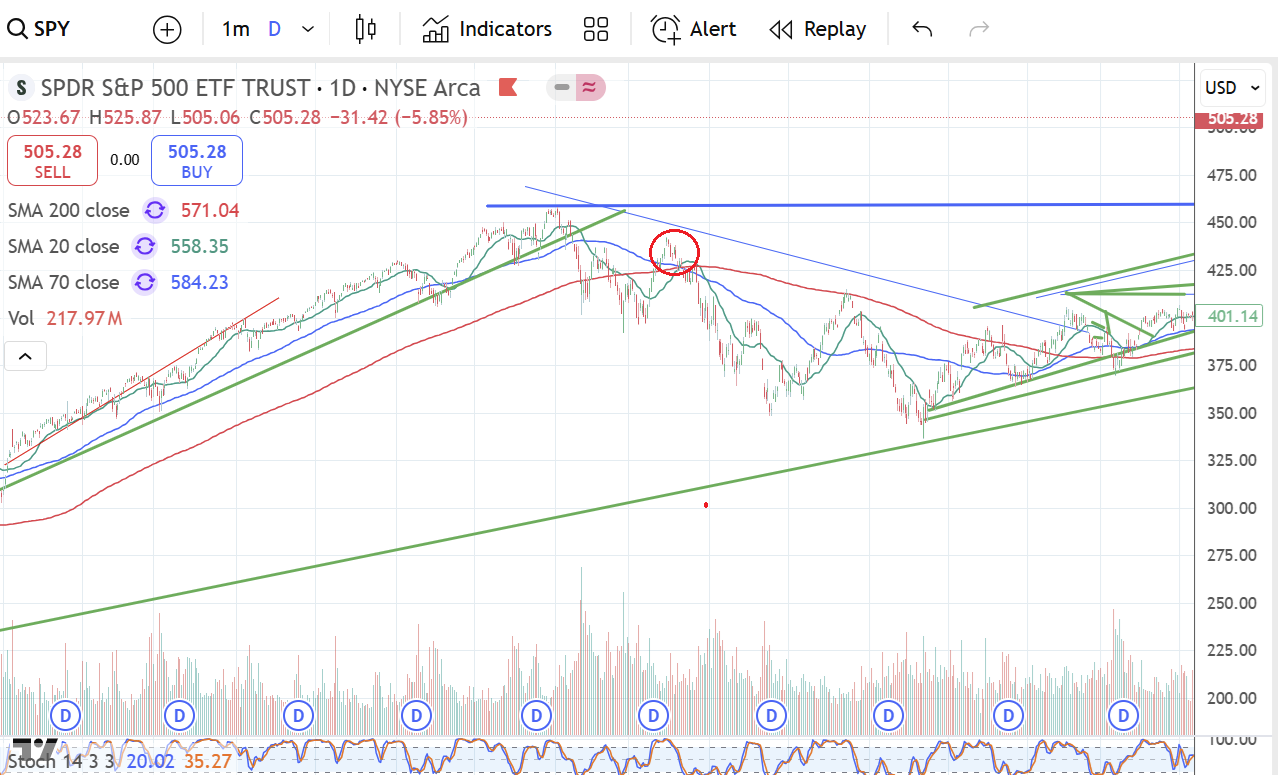 SPY 1m D Indicators Alert Replay
S SPDR S&P 500 ETF TRUST · 1D · NYSE Arca
USD
O523.67 H525.87 L505.06 C505.28 −31.42 (−5.85%)
505.28
500.00
505.28 SELL
0.00
505.28 BUY
475.00
SMA 200 close 571.04
450.00
SMA 20 close 558.35
425.00
SMA 70 close 584.23
Vol 217.97M
401.14
375.00
350.00
325.00
300.00
275.00
250.00
225.00
200.00
D D D D D D D D D D
100.00
Stoch 14 3 3 20.02 35.27